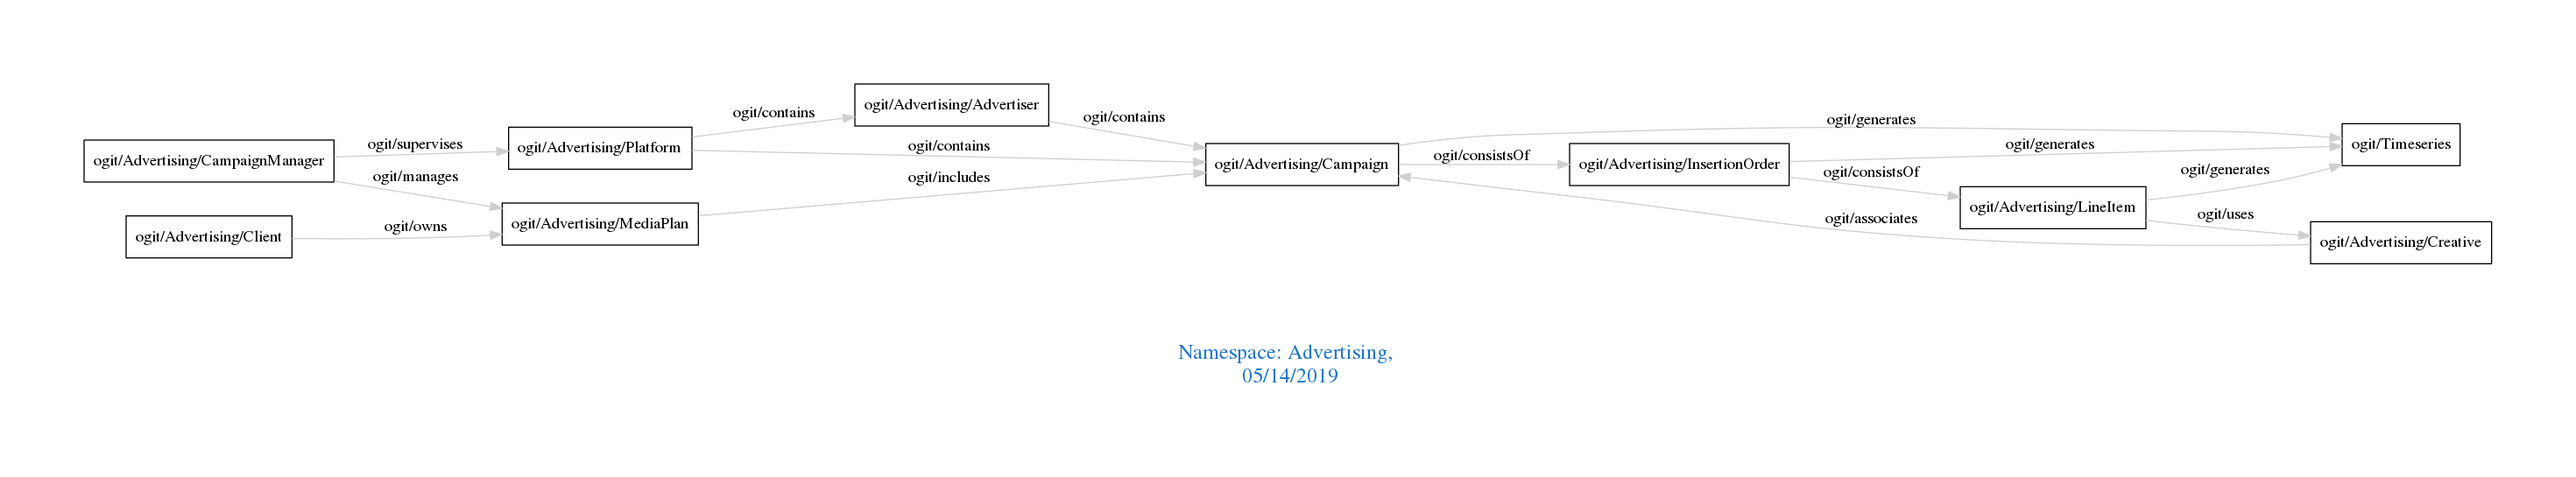 ogit/Advertising/CampaignManager
ogit/supervises
ogit/manages
ogit/Advertising/Client
ogit/owns
ogit/Advertising/Platform
ogit/Advertising/MediaPlan
ogit/contains
ogit/Advertising/Advertiser
ogit/contains
ogit/contains
ogit/includes
ogit/Advertising/Campaign
ogit/generates
ogit/consistsOf
ogit/Advertising/InsertionOrder
ogit/generates
ogit/consistsOf
ogit/associates
ogit/Advertising/LineItem
ogit/generates
ogit/uses
ogit/Timeseries
ogit/Advertising/Creative
Namespace: Advertising,
05/14/2019